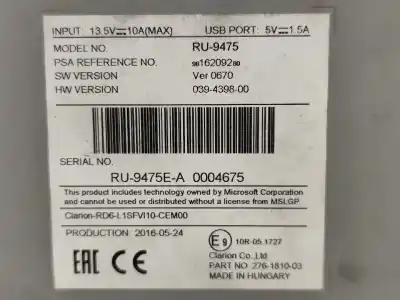 INPUT: 13.5V⎓10A(MAX) USB PORT: 5V⎓1.5A
MODEL NO. RU-9475
PSA REFERENCE NO. 9816209280
SW VERSION Ver 0670
HW VERSION 039-4398-00
SERIAL NO.
RU-9475E-A 0004675
This product includes technology owned by Microsoft Corporation
and cannot be used or distributed without a license from MSLGP.
Clarion-RD6-L1SFVI10-CEM00
PRODUCTION 2016-05-24
EAC CE E9 10R-05.1727
Clarion Co.,Ltd
PART NO 276-1810-03
MADE IN HUNGARY